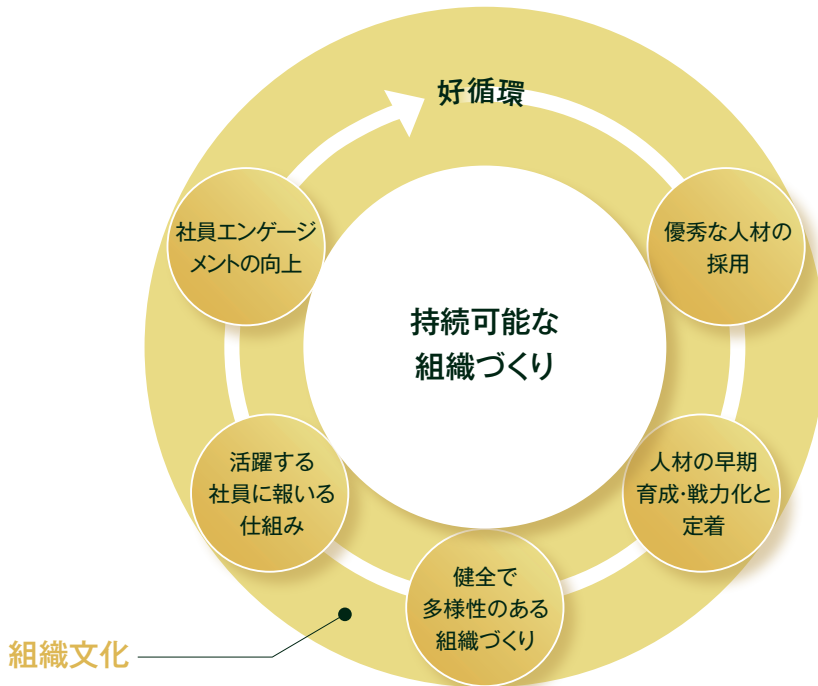 好循環
優秀な人材の
採用
人材の早期
育成・戦力化と
定着
健全で
多様性のある
組織づくり
活躍する
社員に報いる
仕組み
社員エンゲージ
メントの向上
持続可能な
組織づくり
組織文化